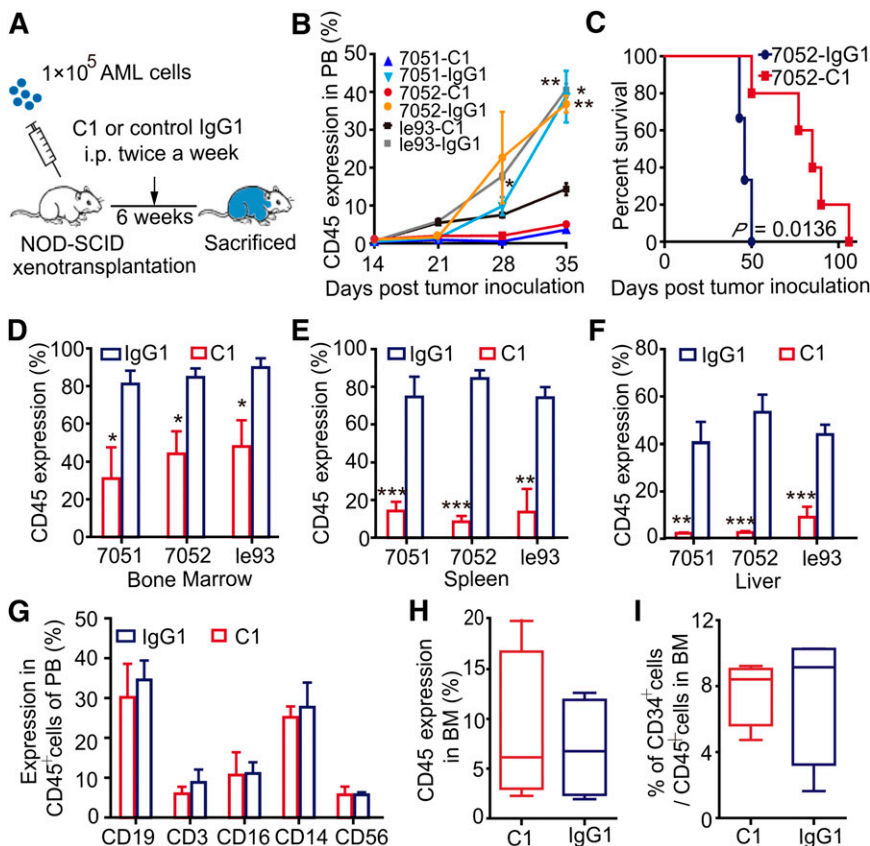 A
1×10⁵ AML cells
C1 or control IgG1
i.p. twice a week
6 weeks
NOD-SCID
xenotransplantation
Sacrificed
B
CD45 expression in PB (%)
50
40
30
20
10
0
14 21 28 35
Days post tumor inoculation
7051-C1
7051-IgG1
7052-C1
7052-IgG1
le93-C1
le93-IgG1
** *
**
*
C
Percent survival
100
80
60
40
20
0
0 50 100
Days post tumor inoculation
7052-IgG1
7052-C1
P = 0.0136
D
CD45 expression (%)
100
80
60
40
20
0
IgG1 C1
* * *
7051 7052 le93
Bone Marrow
E
CD45 expression (%)
100
80
60
40
20
0
IgG1 C1
*** *** **
7051 7052 le93
Spleen
F
CD45 expression (%)
80
60
40
20
0
IgG1 C1
** *** ***
7051 7052 le93
Liver
G
Expression in
CD45⁺cells of PB (%)
50
40
30
20
10
0
IgG1 C1
CD19 CD3 CD16 CD14 CD56
H
CD45 expression
in BM (%)
20
15
10
5
0
C1 IgG1
I
% of CD34⁺cells
/ CD45⁺cells in BM
12
8
4
0
C1 IgG1